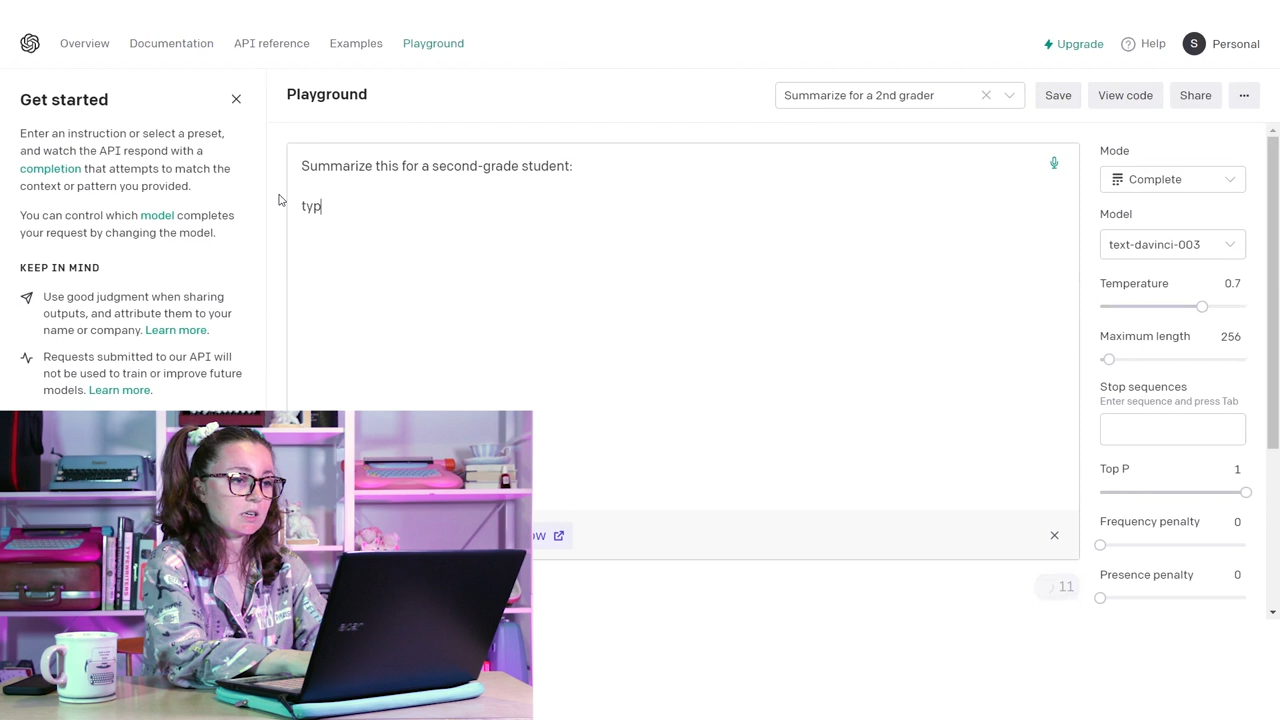 Overview Documentation API reference Examples Playground
Upgrade Help S Personal
Get started
Enter an instruction or select a preset,
and watch the API respond with a
completion that attempts to match the
context or pattern you provided.
You can control which model completes
your request by changing the model.
KEEP IN MIND
Use good judgment when sharing
outputs, and attribute them to your
name or company. Learn more.
Requests submitted to our API will
not be used to train or improve future
models. Learn more.
Playground
Summarize for a 2nd grader
Save View code Share ...
Summarize this for a second-grade student:
typ
ow
11
Mode
Complete
Model
text-davinci-003
Temperature 0.7
Maximum length 256
Stop sequences
Enter sequence and press Tab
Top P 1
Frequency penalty 0
Presence penalty 0
acer